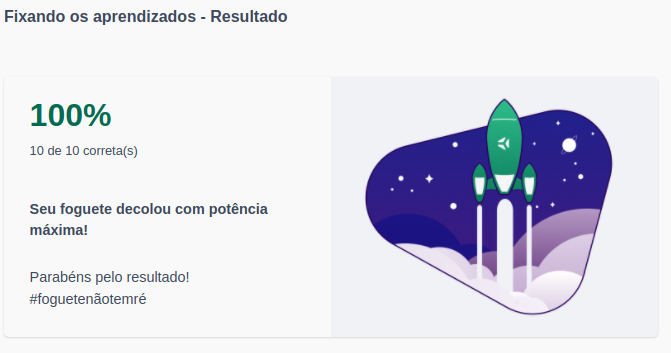 Fixando os aprendizados - Resultado
100%
10 de 10 correta(s)
Seu foguete decolou com potência
máxima!
Parabéns pelo resultado!
#foguetenãotemré